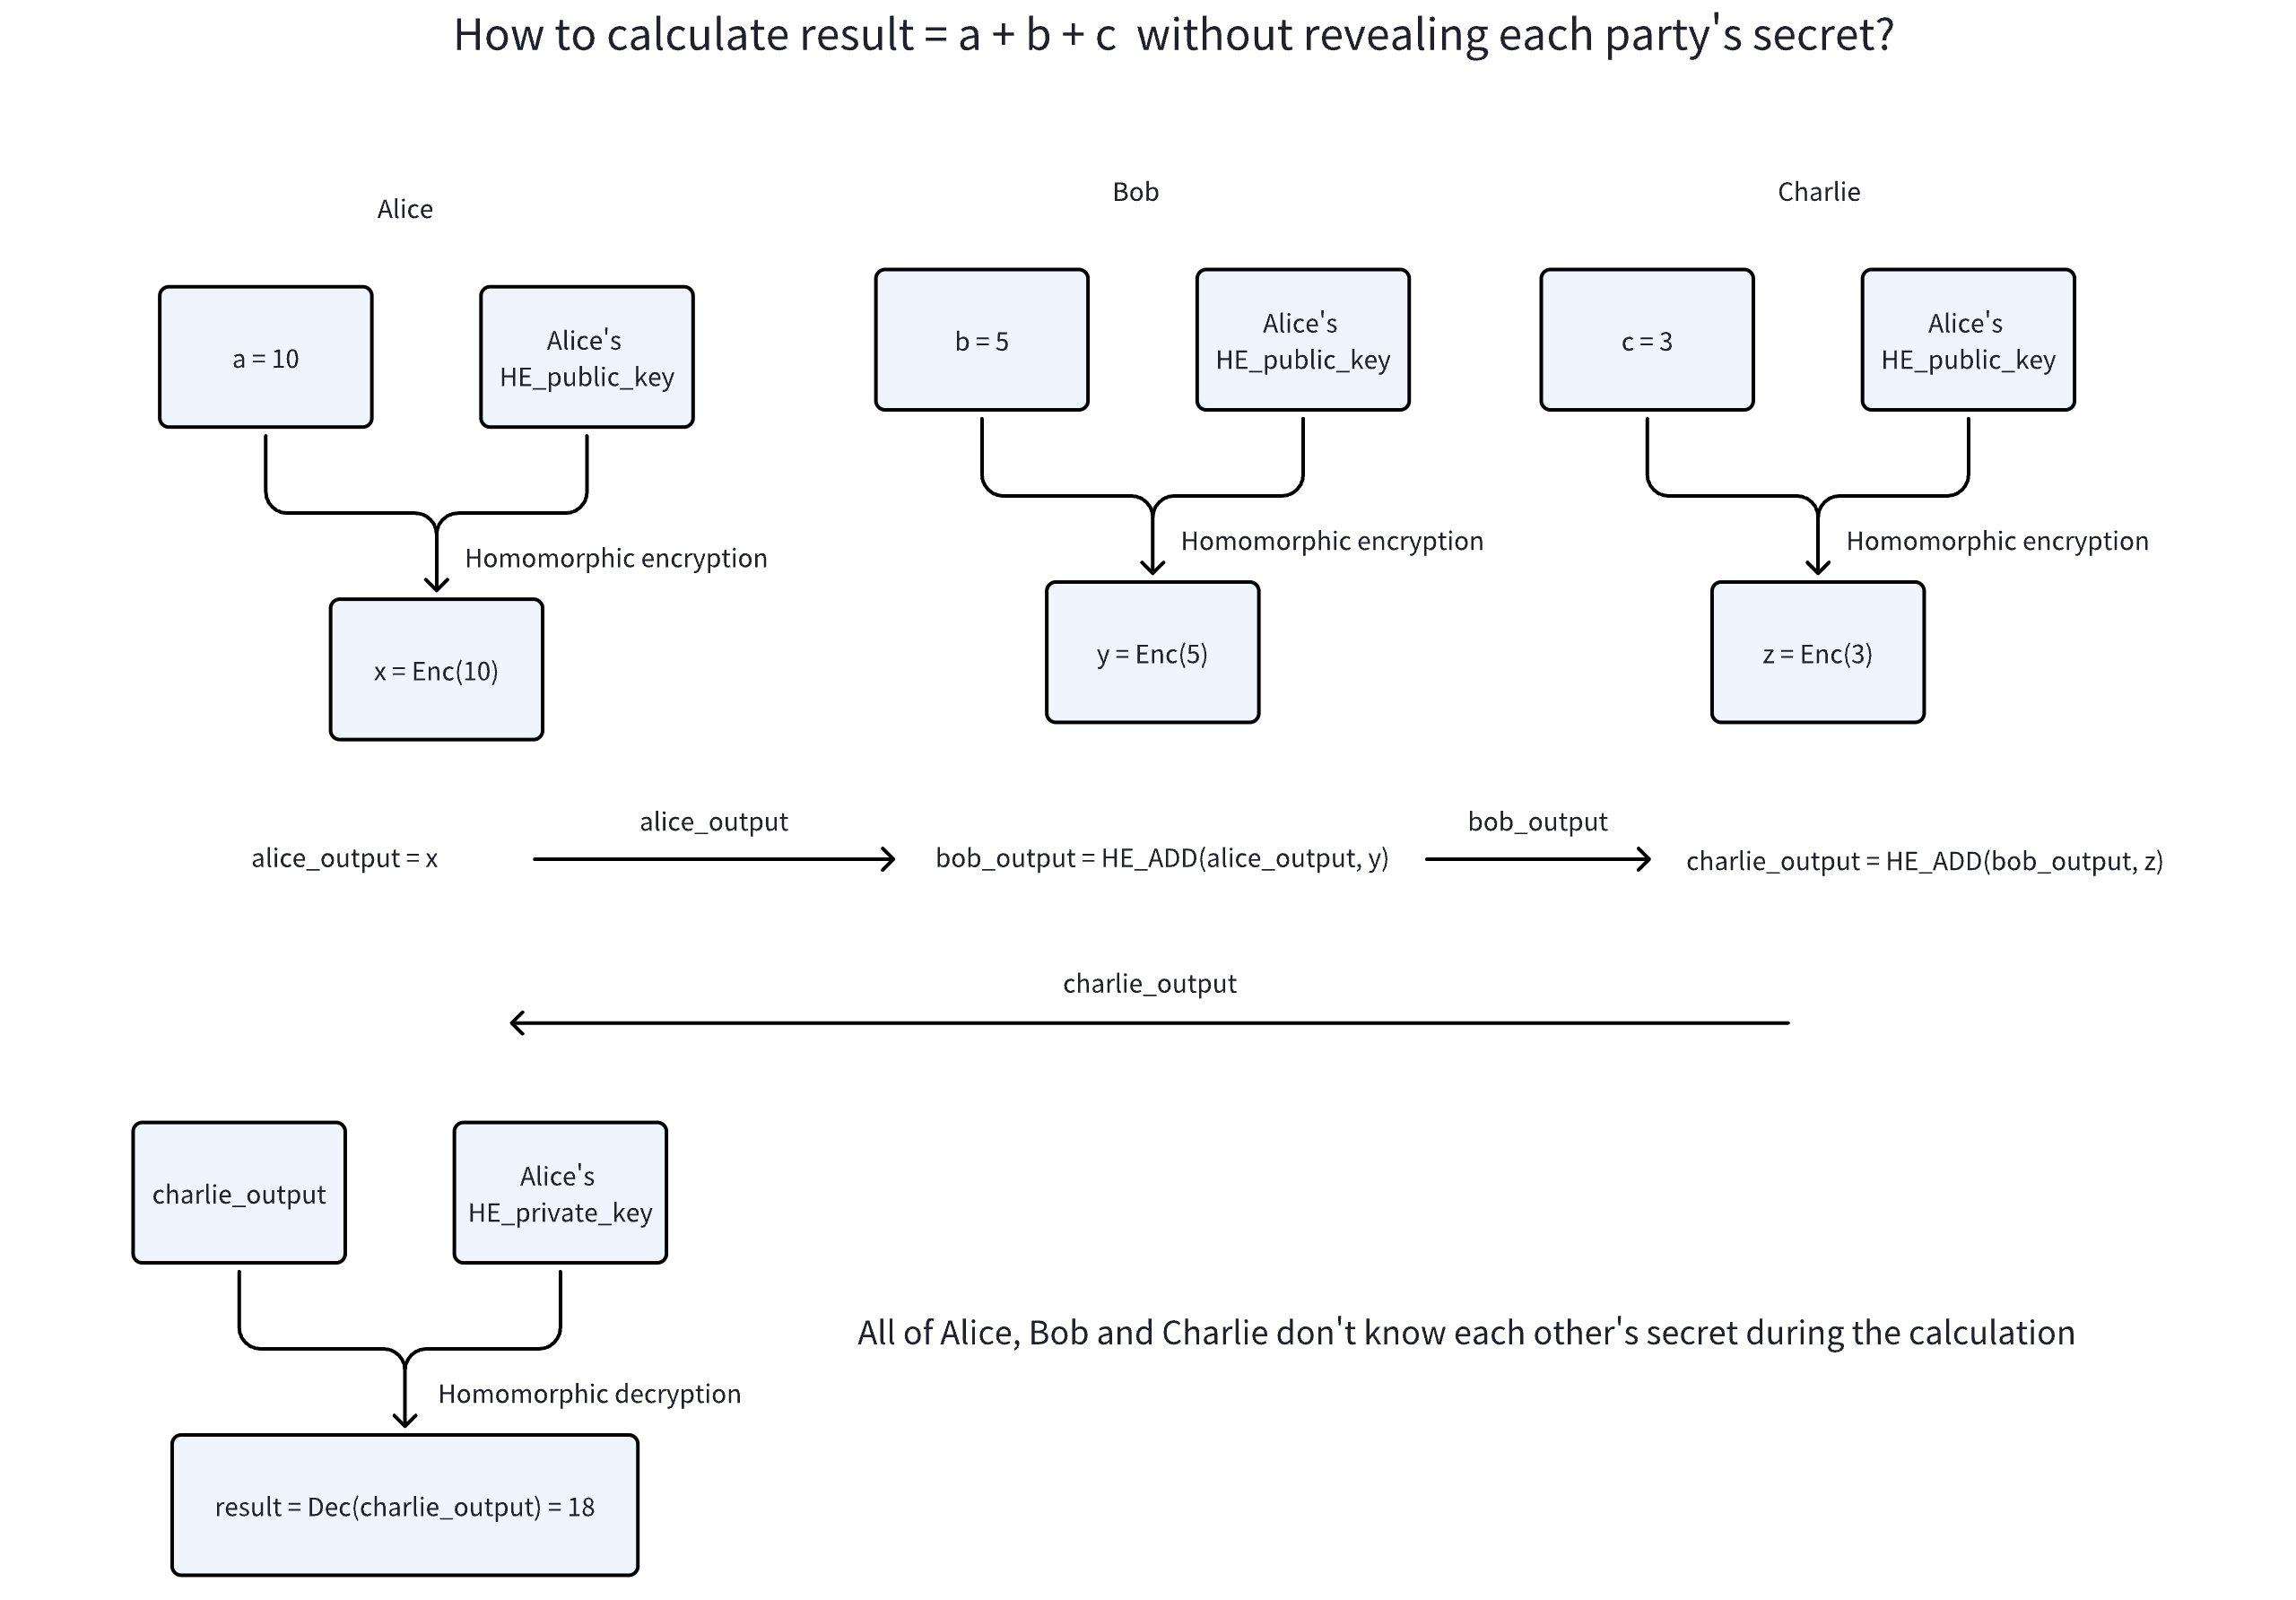 How to calculate result = a + b + c  without revealing each party's secret?
Alice
Bob
Charlie
a = 10
Alice's
HE_public_key
b = 5
Alice's
HE_public_key
c = 3
Alice's
HE_public_key
Homomorphic encryption
Homomorphic encryption
Homomorphic encryption
x = Enc(10)
y = Enc(5)
z = Enc(3)
alice_output = x
alice_output
bob_output = HE_ADD(alice_output, y)
bob_output
charlie_output = HE_ADD(bob_output, z)
charlie_output
charlie_output
Alice's
HE_private_key
Homomorphic decryption
result = Dec(charlie_output) = 18
All of Alice, Bob and Charlie don't know each other's secret during the calculation